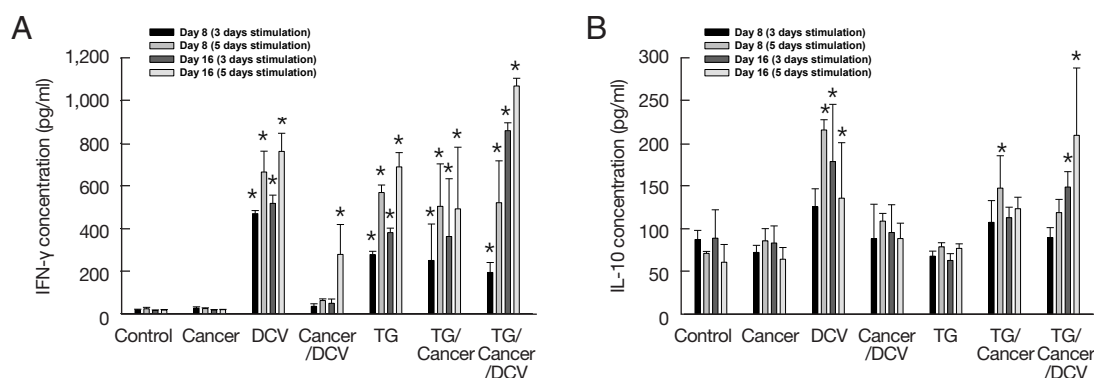 A
Day 8 (3 days stimulation)
Day 8 (5 days stimulation)
Day 16 (3 days stimulation)
Day 16 (5 days stimulation)
IFN-γ concentration (pg/ml)
1,200
1,000
800
600
400
200
0
* * * *
*
* * * *
* * * *
* * * *
Control
Cancer
DCV
Cancer
/DCV
TG
TG/
Cancer
TG/
Cancer
/DCV
B
Day 8 (3 days stimulation)
Day 8 (5 days stimulation)
Day 16 (3 days stimulation)
Day 16 (5 days stimulation)
IL-10 concentration (pg/ml)
300
250
200
150
100
50
0
* * *
*
* *
Control
Cancer
DCV
Cancer
/DCV
TG
TG/
Cancer
TG/
Cancer
/DCV